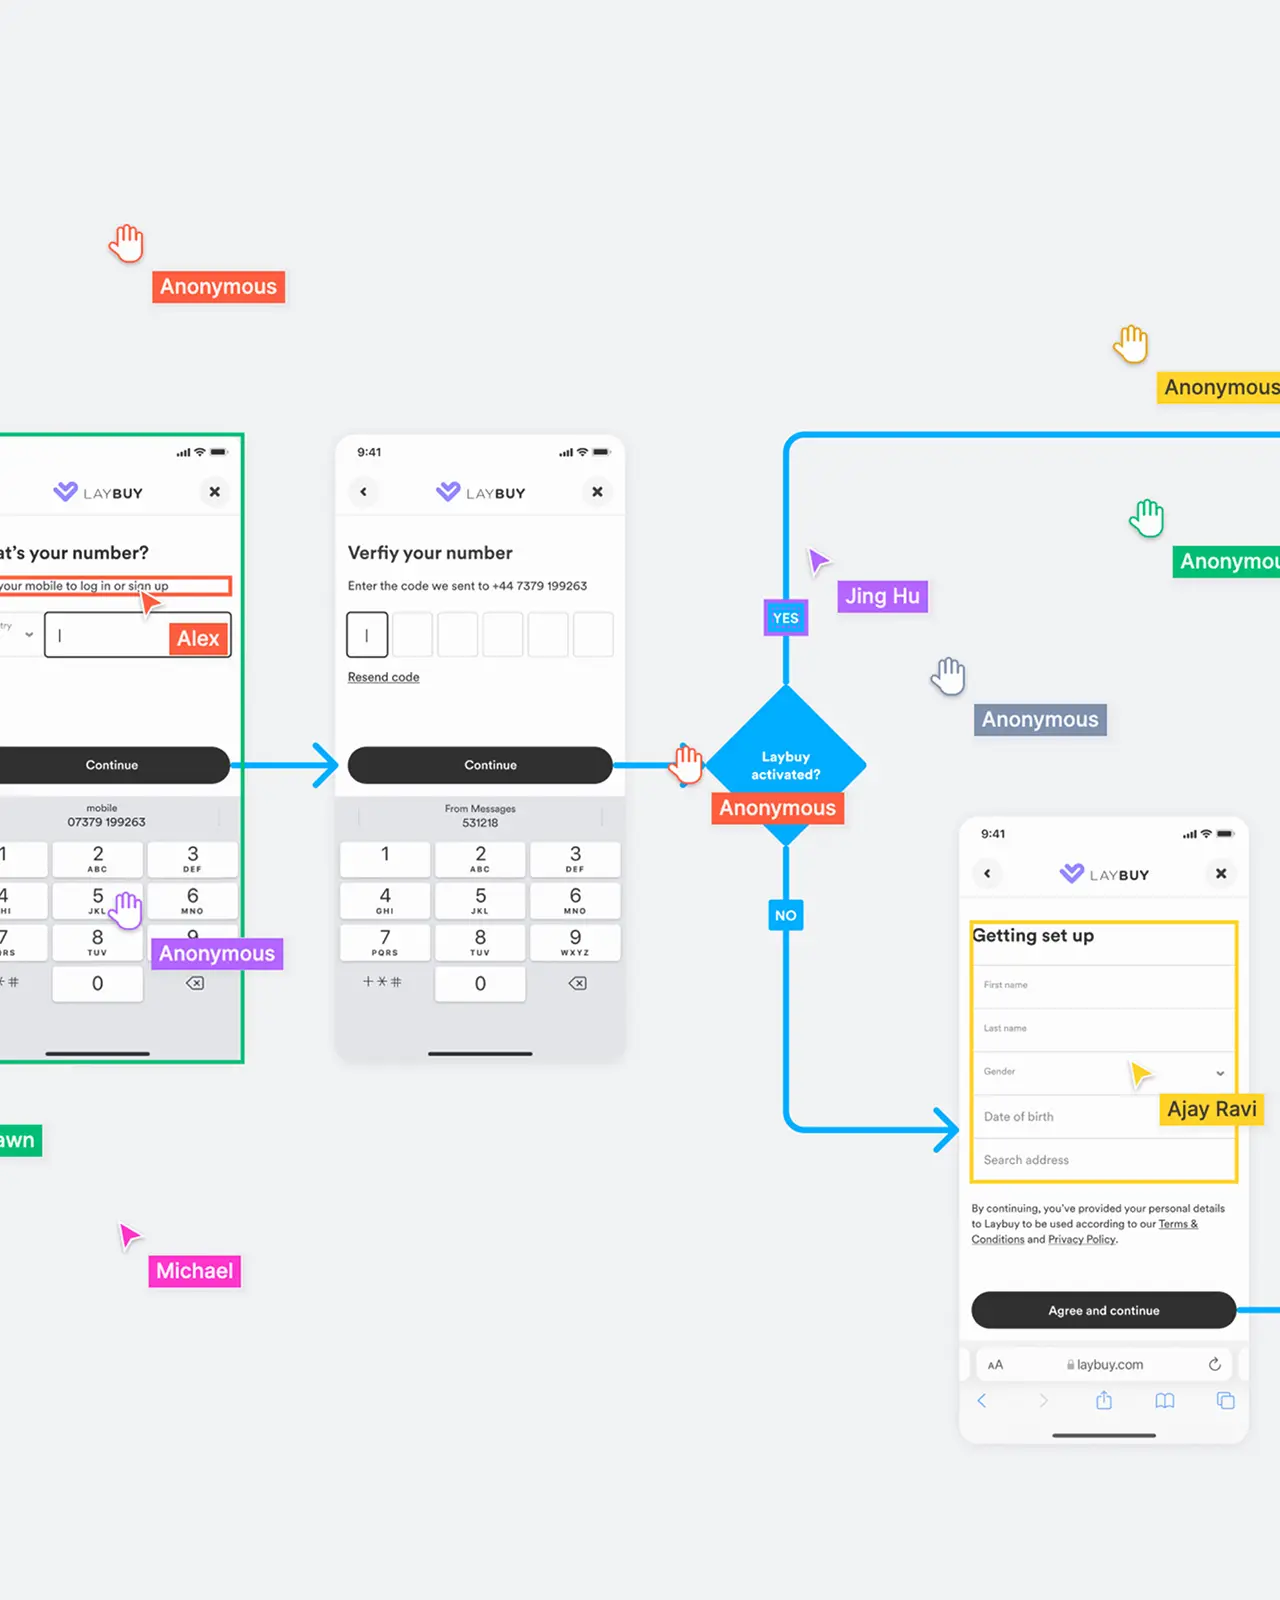 Anonymous
Anonymous
LAYBUY
at's your number?
your mobile to log in or sign up
try
Alex
Continue
mobile
07379 199263
1
2
ABC
3
DEF
4
HI
5
JKL
6
MNO
7
QRS
8
TUV
9
* #
0
Anonymous
awn
Michael
9:41
LAYBUY
Verfiy your number
Enter the code we sent to +44 7379 199263
Resend code
Continue
From Messages
531218
1
2
ABC
3
DEF
4
GHI
5
JKL
6
MNO
7
PQRS
8
TUV
9
WXYZ
+ * #
0
Jing Hu
YES
Anonymou
Anonymous
Laybuy
activated?
Anonymous
NO
9:41
LAYBUY
Getting set up
First name
Last name
Gender
Ajay Ravi
Date of birth
Search address
By continuing, you've provided your personal details
to Laybuy to be used according to our Terms &
Conditions and Privacy Policy.
Agree and continue
AA
laybuy.com